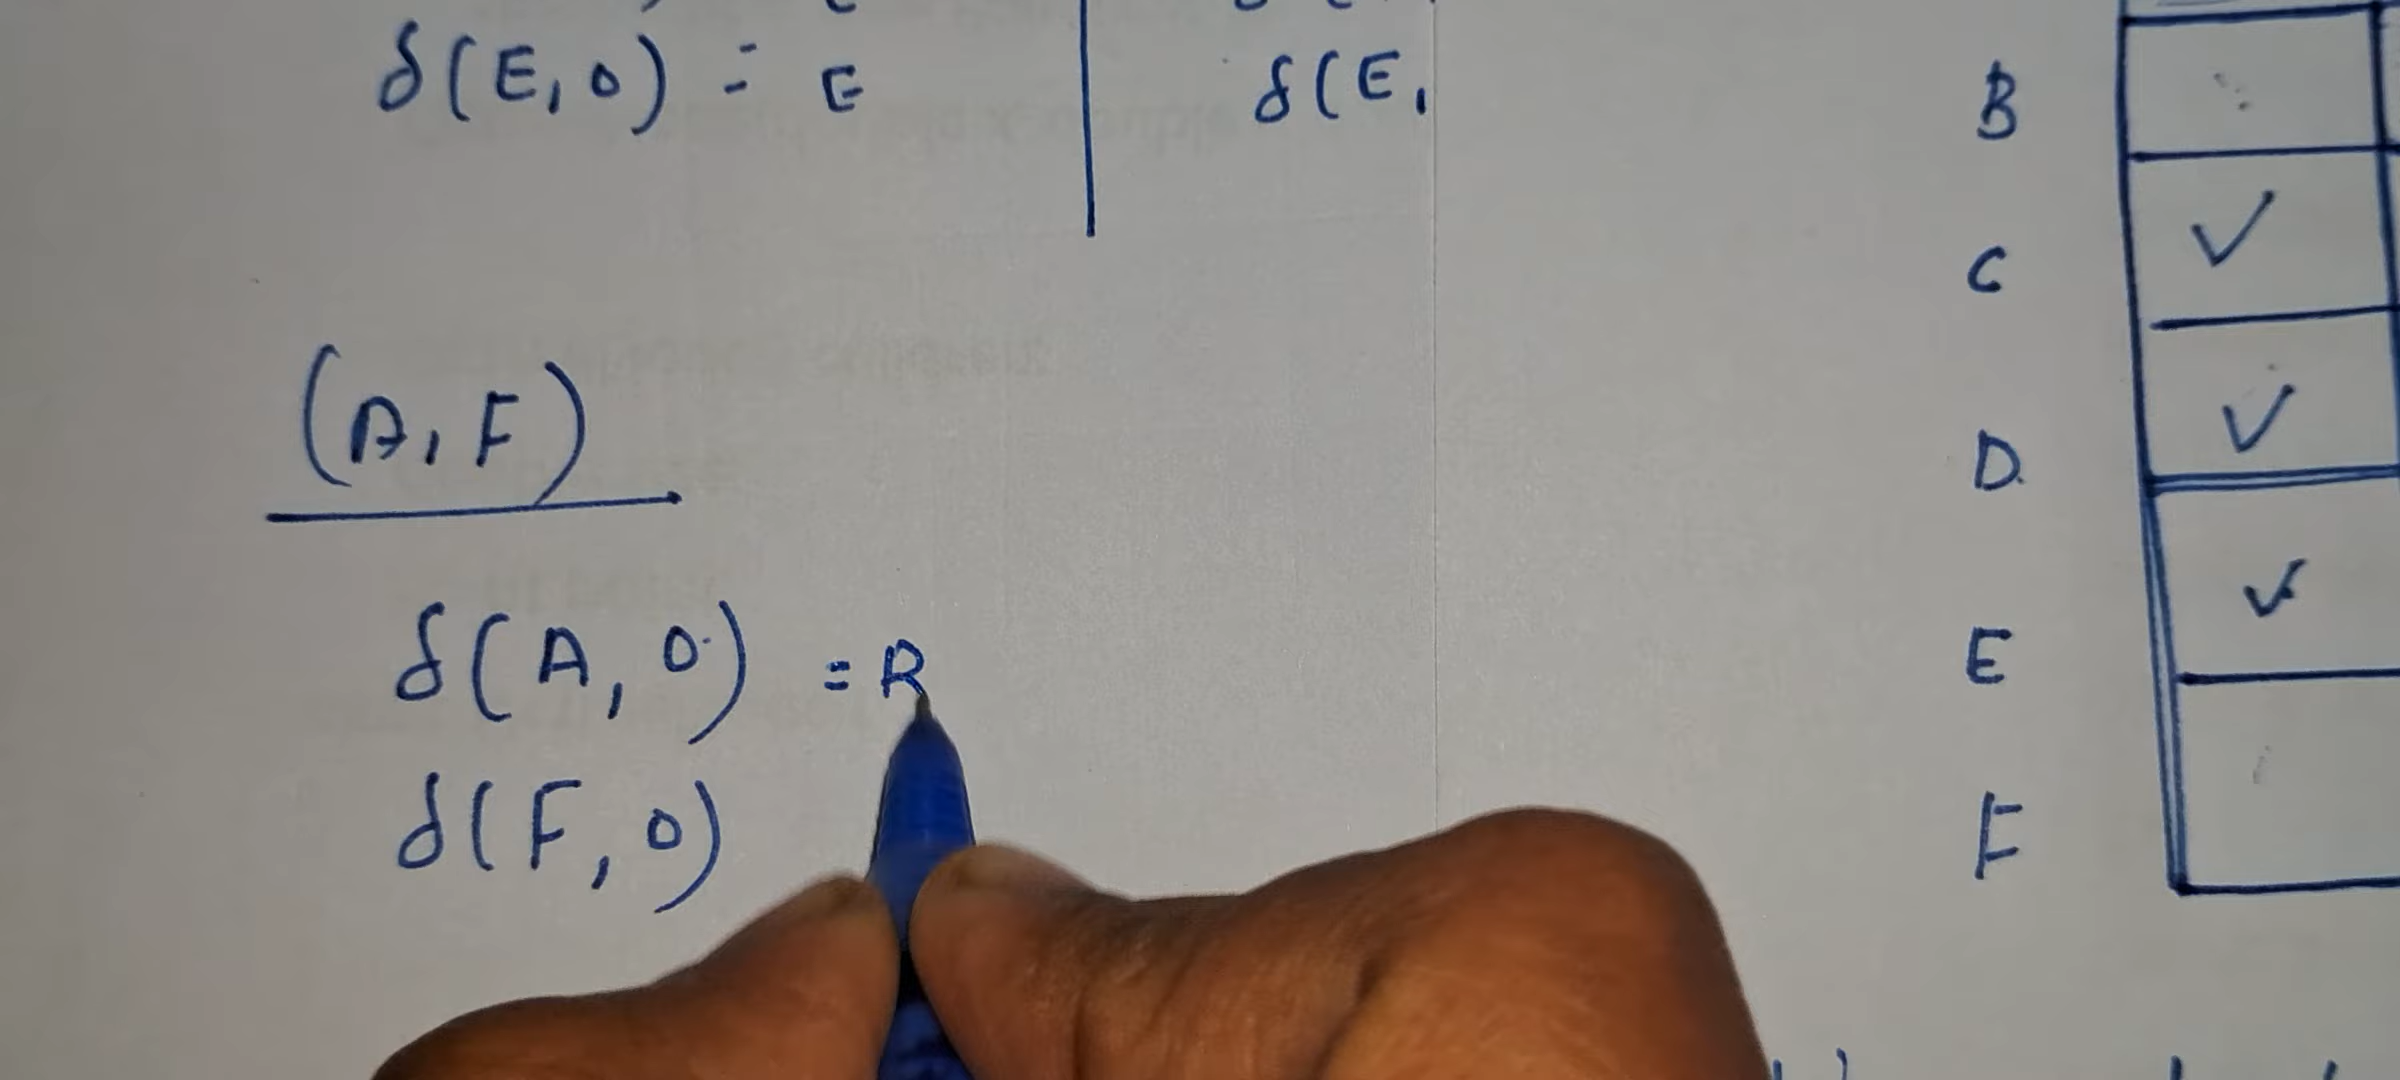 δ(E,0) = E
δ(E,
(A,F)
δ(A,0) = B
δ(F,0)
B
✓
C
✓
D
✓
E
✓
F